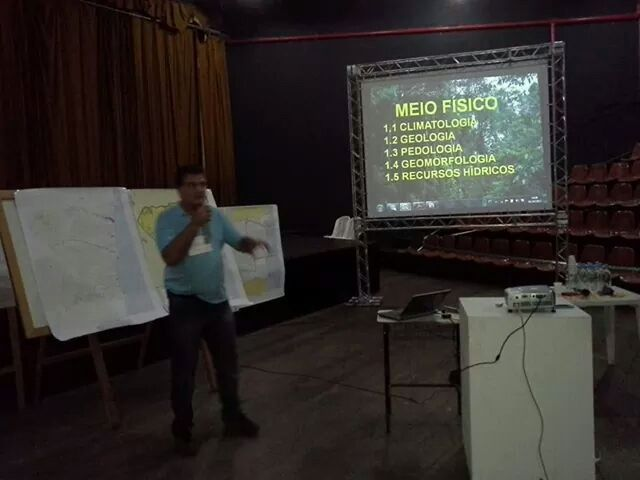 MEIO FÍSICO
1.1 CLIMATOLOGIA
1.2 GEOLOGIA
1.3 PEDOLOGIA
1.4 GEOMORFOLOGIA
1.5 RECURSOS HÍDRICOS